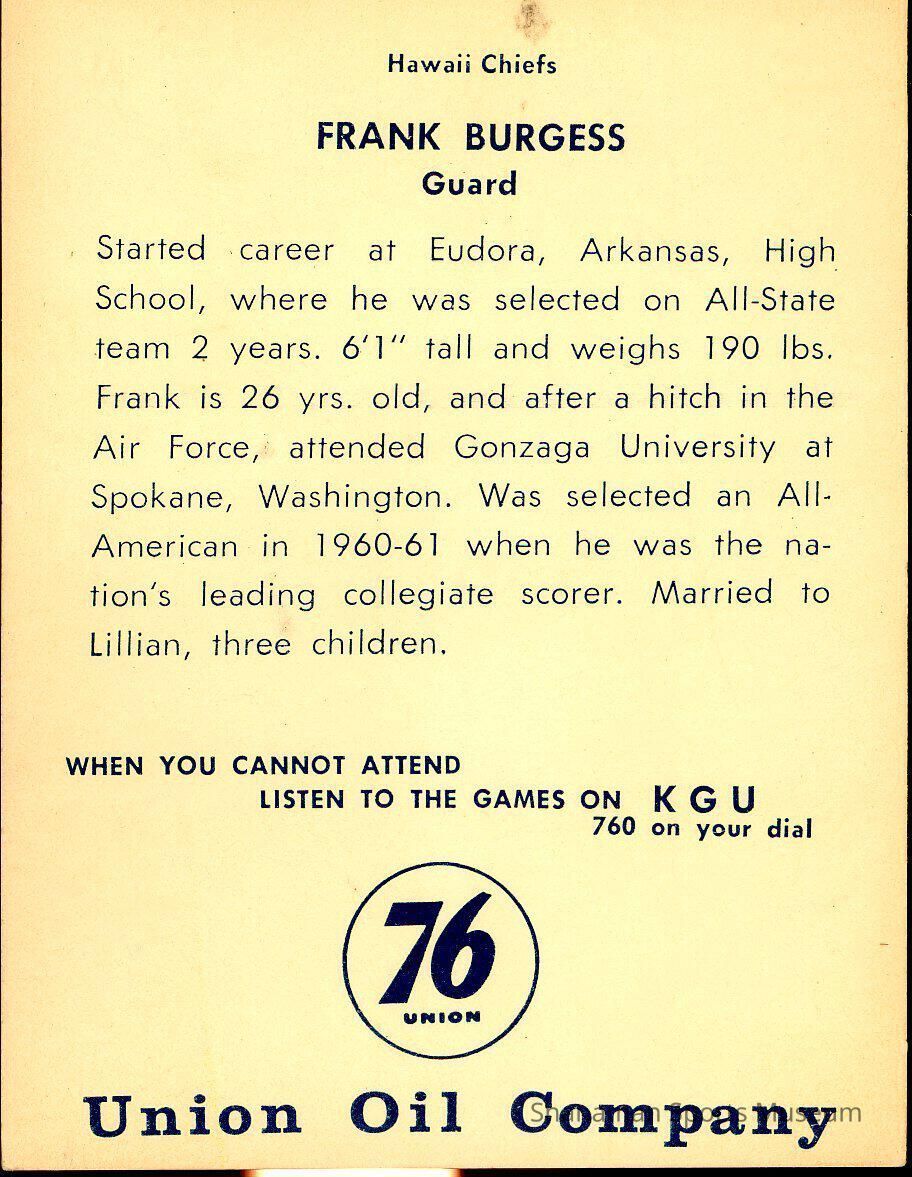 Hawaii Chiefs
FRANK BURGESS
Guard
Started career at Eudora, Arkansas, High
School, where he was selected on All-State
team 2 years. 6'1" tall and weighs 190 lbs.
Frank is 26 yrs. old, and after a hitch in the
Air Force, attended Gonzaga University at
Spokane, Washington. Was selected an All-
American in 1960-61 when he was the na-
tion's leading collegiate scorer. Married to
Lillian, three children.
WHEN YOU CANNOT ATTEND
LISTEN TO THE GAMES ON KGU
760 on your dial
76
UNION
Union Oil Company
Shanaman Sports Museum